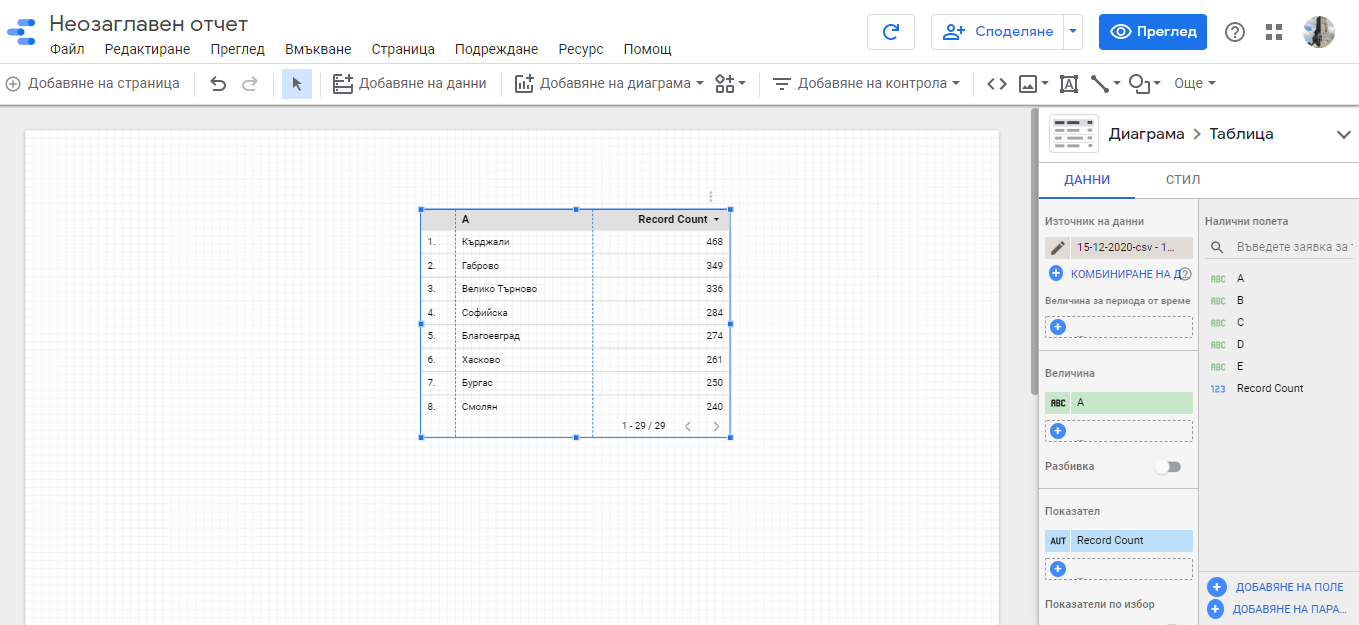 Неозаглавен отчет
Файл Редактиране Преглед Вмъкване Страница Подреждане Ресурс Помощ
Споделяне
Преглед
Добавяне на страница
Добавяне на данни
Добавяне на диаграма
Добавяне на контрола
Още
A Record Count
1. Кърджали 468
2. Габрово 349
3. Велико Търново 336
4. Софийска 284
5. Благоевград 274
6. Хасково 261
7. Бургас 250
8. Смолян 240
1 - 29 / 29
Диаграма > Таблица
ДАННИ СТИЛ
Източник на данни
15-12-2020-csv - 1...
КОМБИНИРАНЕ НА Д
Величина за периода от време
Величина
ABC A
Разбивка
Показател
AUT Record Count
Показатели по избор
Налични полета
Въведете заявка за
ABC A
ABC B
ABC C
ABC D
ABC E
123 Record Count
ДОБАВЯНЕ НА ПОЛЕ
ДОБАВЯНЕ НА ПАРА...